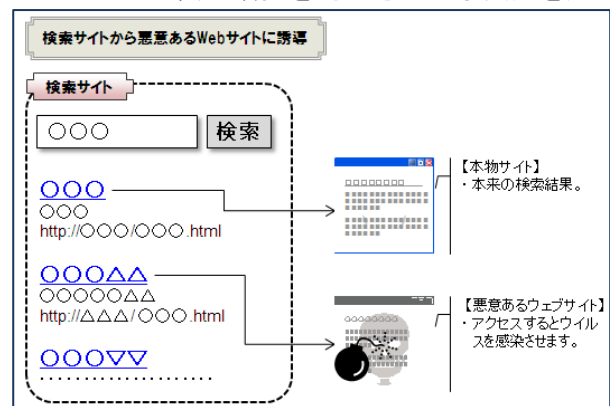 検索サイトから悪意あるWebサイトに誘導
検索サイト
○○○ 検索
○○○
○○○
http://○○○/○○○.html
○○○△△
○○○○○△△
http://△△△/○○○.html
○○○▽▽
.....................
【本物サイト】
・本来の検索結果。
【悪意あるウェブサイト】
・アクセスするとウイル
スを感染させます。